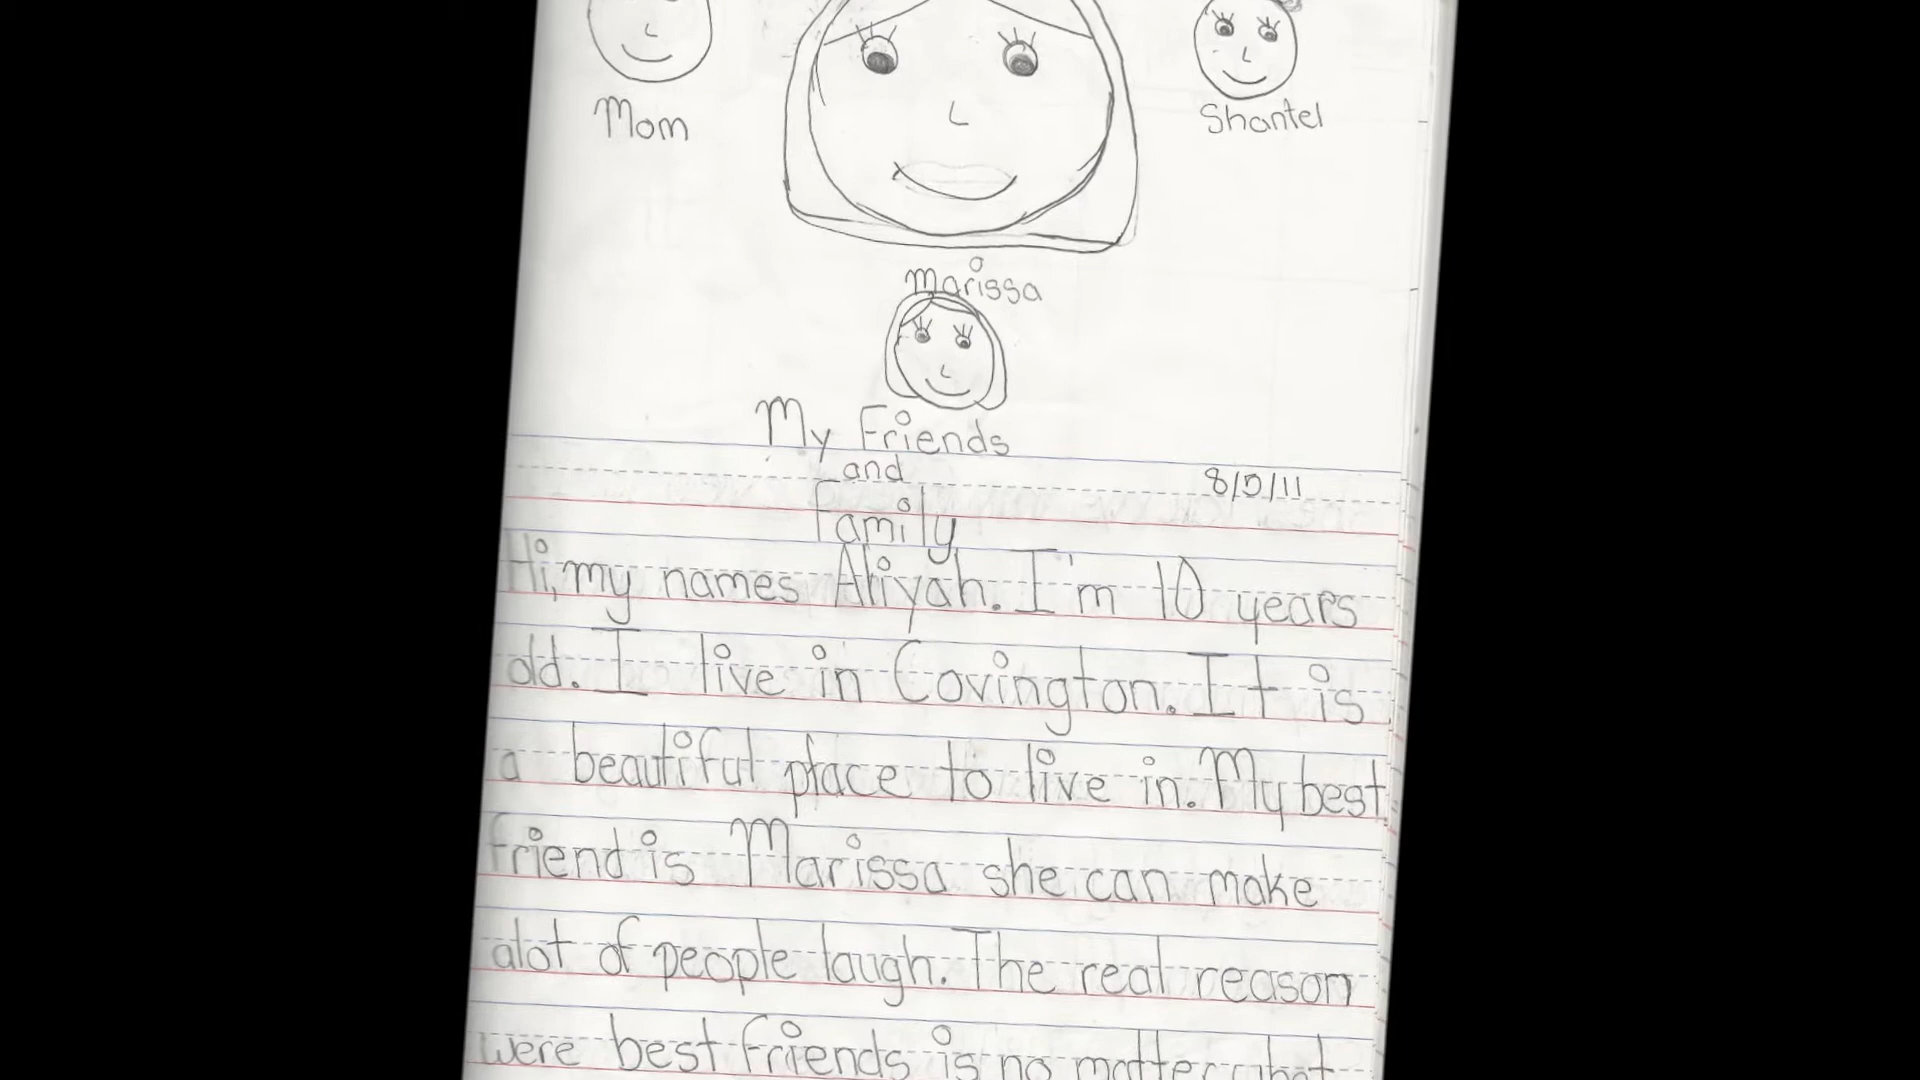 Mom
Shantel
Marissa
My Friends
and
8/5/11
Family
Hi, my names Aliyah. I'm 10 years
old. I live in Covington. It is
a beautiful place to live in. My best
friend is Marissa she can make
alot of people laugh. The real reason
were best friends is no matter